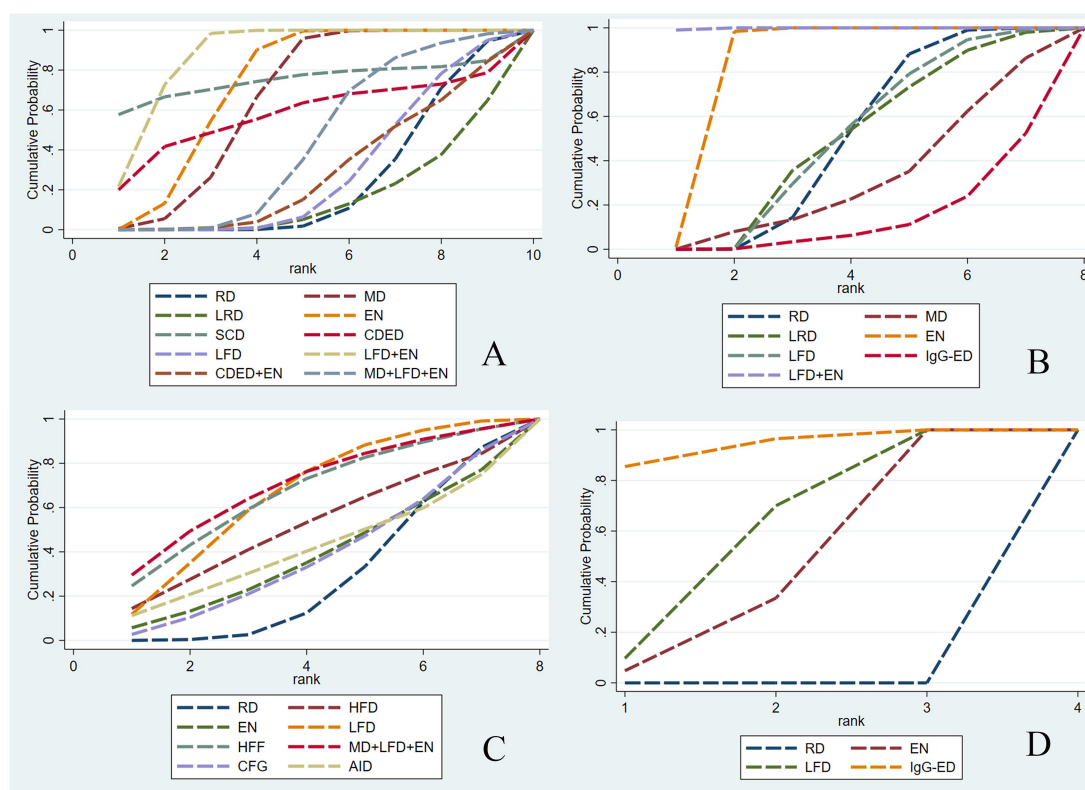 Cumulative Probability
1
.8
.6
.4
.2
0
0 2 4 6 8 10
rank
RD MD
LRD EN
SCD CDED
LFD LFD+EN
CDED+EN MD+LFD+EN
A
Cumulative Probability
1
.8
.6
.4
.2
0
0 2 4 6 8
rank
RD MD
LRD EN
LFD IgG-ED
LFD+EN
B
Cumulative Probability
1
.8
.6
.4
.2
0
0 2 4 6 8
rank
RD HFD
EN LFD
HFF MD+LFD+EN
CFG AID
C
Cumulative Probability
1
.8
.6
.4
.2
0
1 2 3 4
rank
RD EN
LFD IgG-ED
D